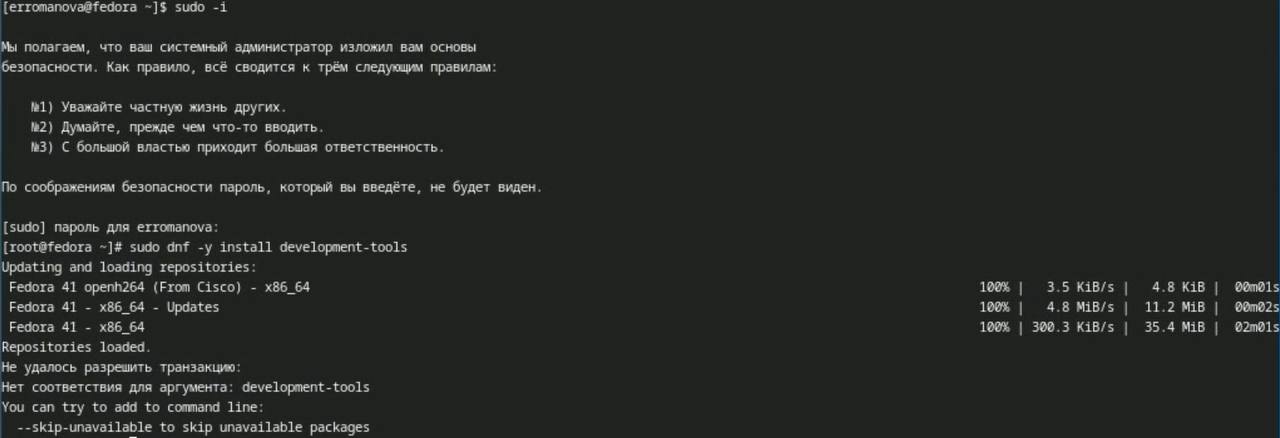 [erromanova@fedora ~]$ sudo -i
Мы полагаем, что ваш системный администратор изложил вам основы
безопасности. Как правило, всё сводится к трём следующим правилам:
№1) Уважайте частную жизнь других.
№2) Думайте, прежде чем что-то вводить.
№3) С большой властью приходит большая ответственность.
По соображениям безопасности пароль, который вы введёте, не будет виден.
[sudo] пароль для erromanova:
[root@fedora ~]# sudo dnf -y install development-tools
Updating and loading repositories:
Fedora 41 openh264 (From Cisco) - x86_64 100% | 3.5 KiB/s | 4.8 KiB | 00m01s
Fedora 41 - x86_64 - Updates 100% | 4.8 MiB/s | 11.2 MiB | 00m02s
Fedora 41 - x86_64 100% | 300.3 KiB/s | 35.4 MiB | 02m01s
Repositories loaded.
Не удалось разрешить транзакцию:
Нет соответствия для аргумента: development-tools
You can try to add to command line:
--skip-unavailable to skip unavailable packages